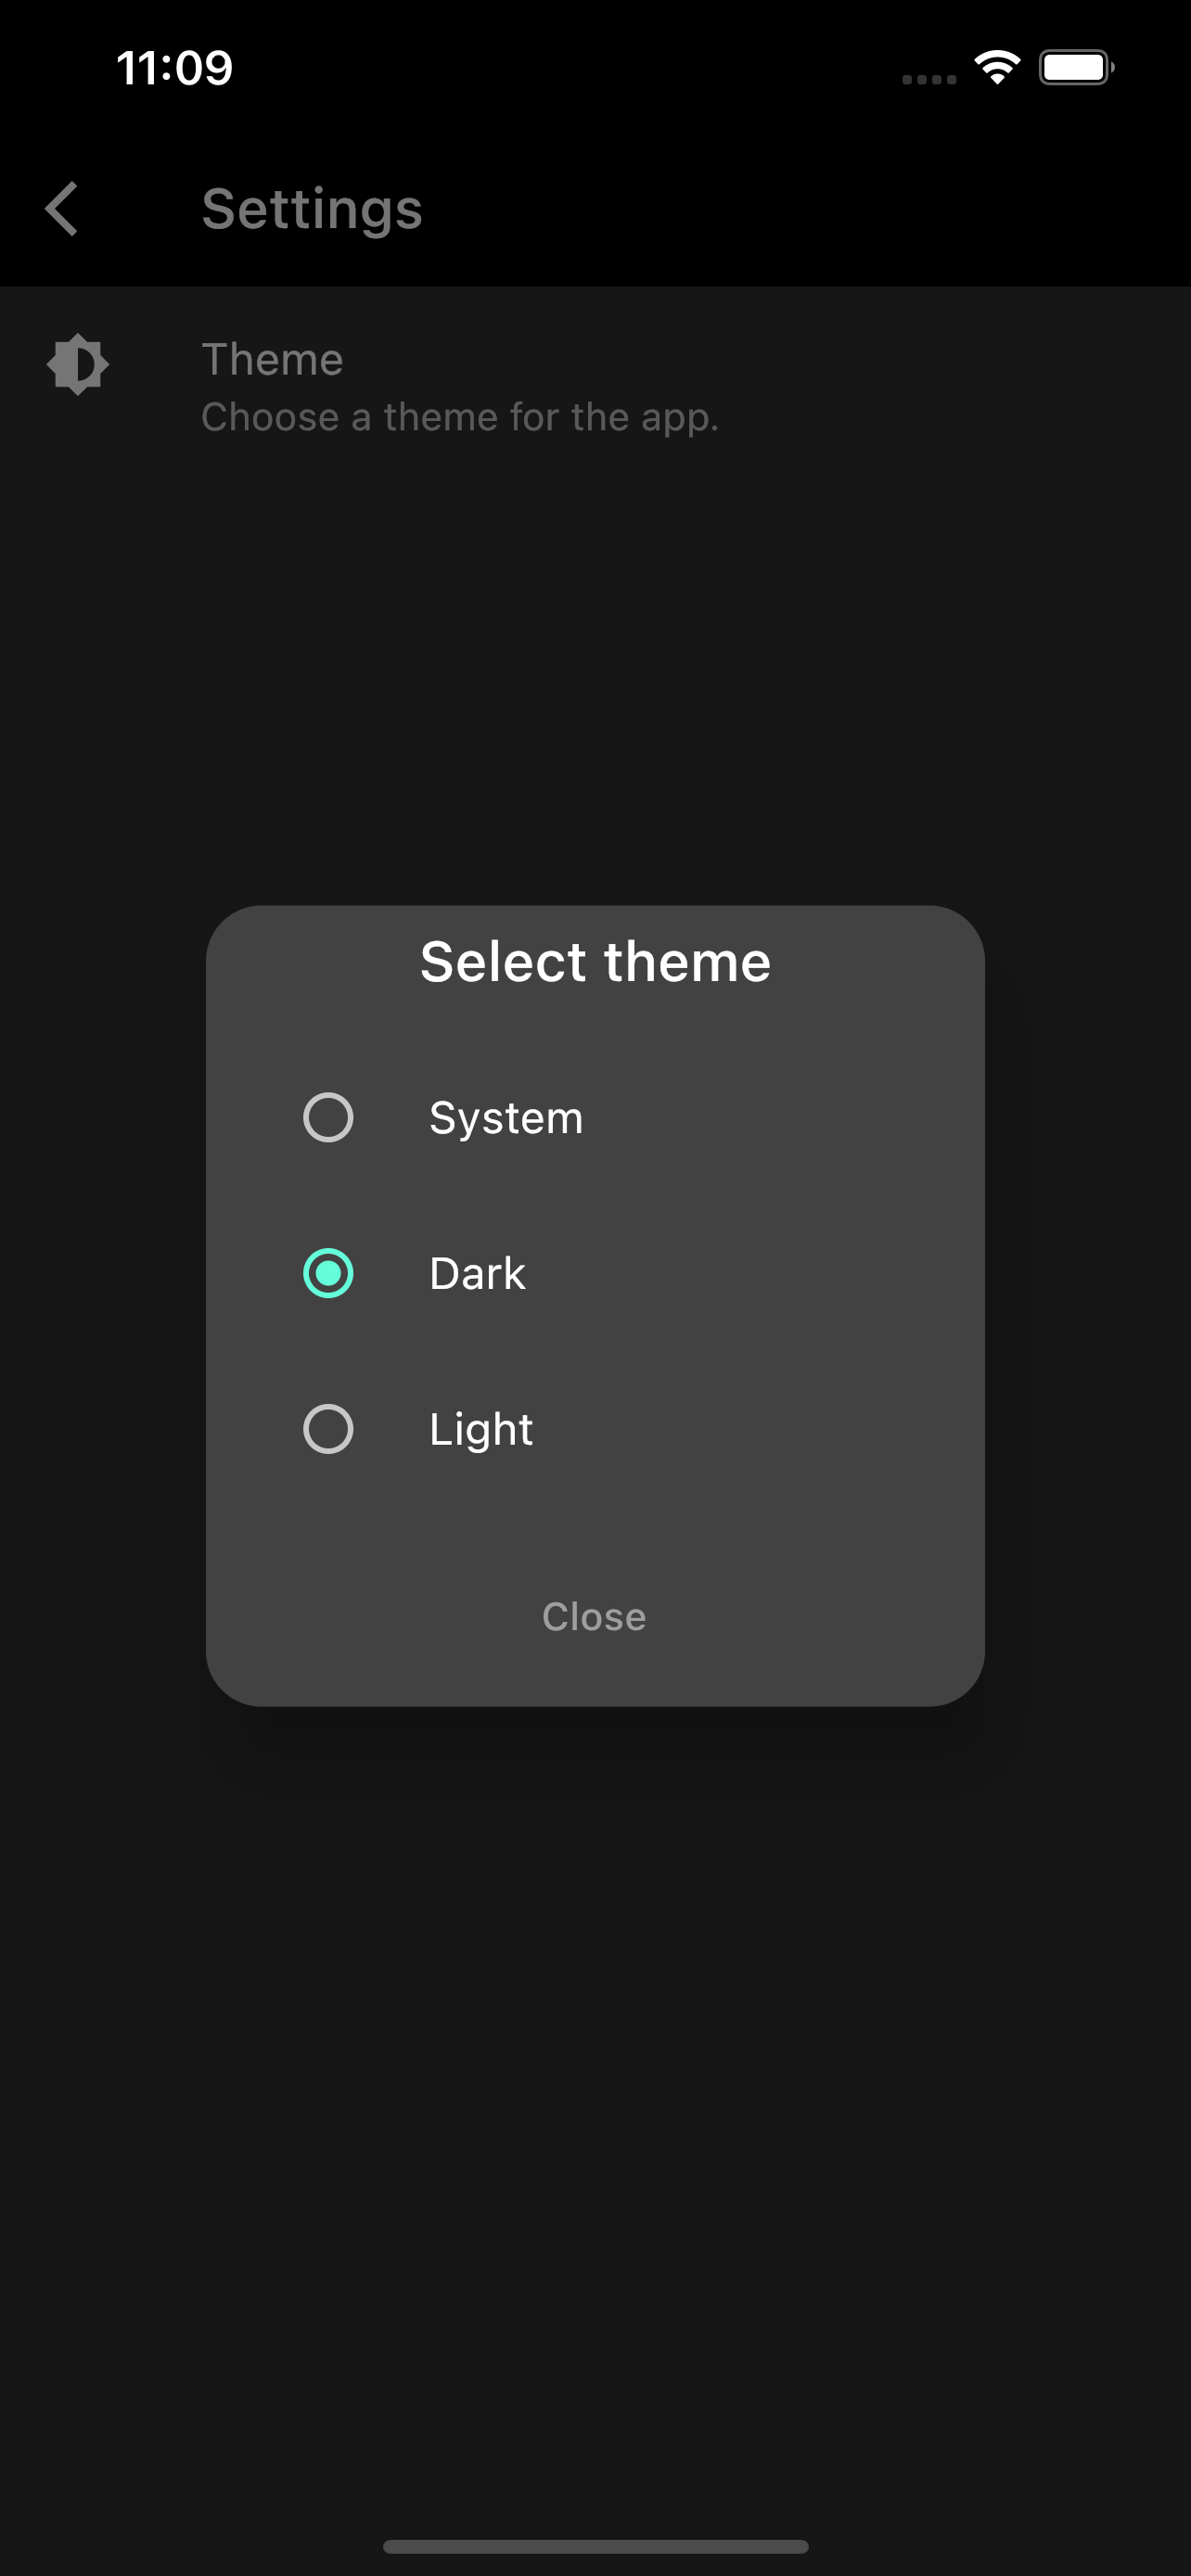 11:09
Settings
Theme
Choose a theme for the app.
Select theme
System
Dark
Light
Close